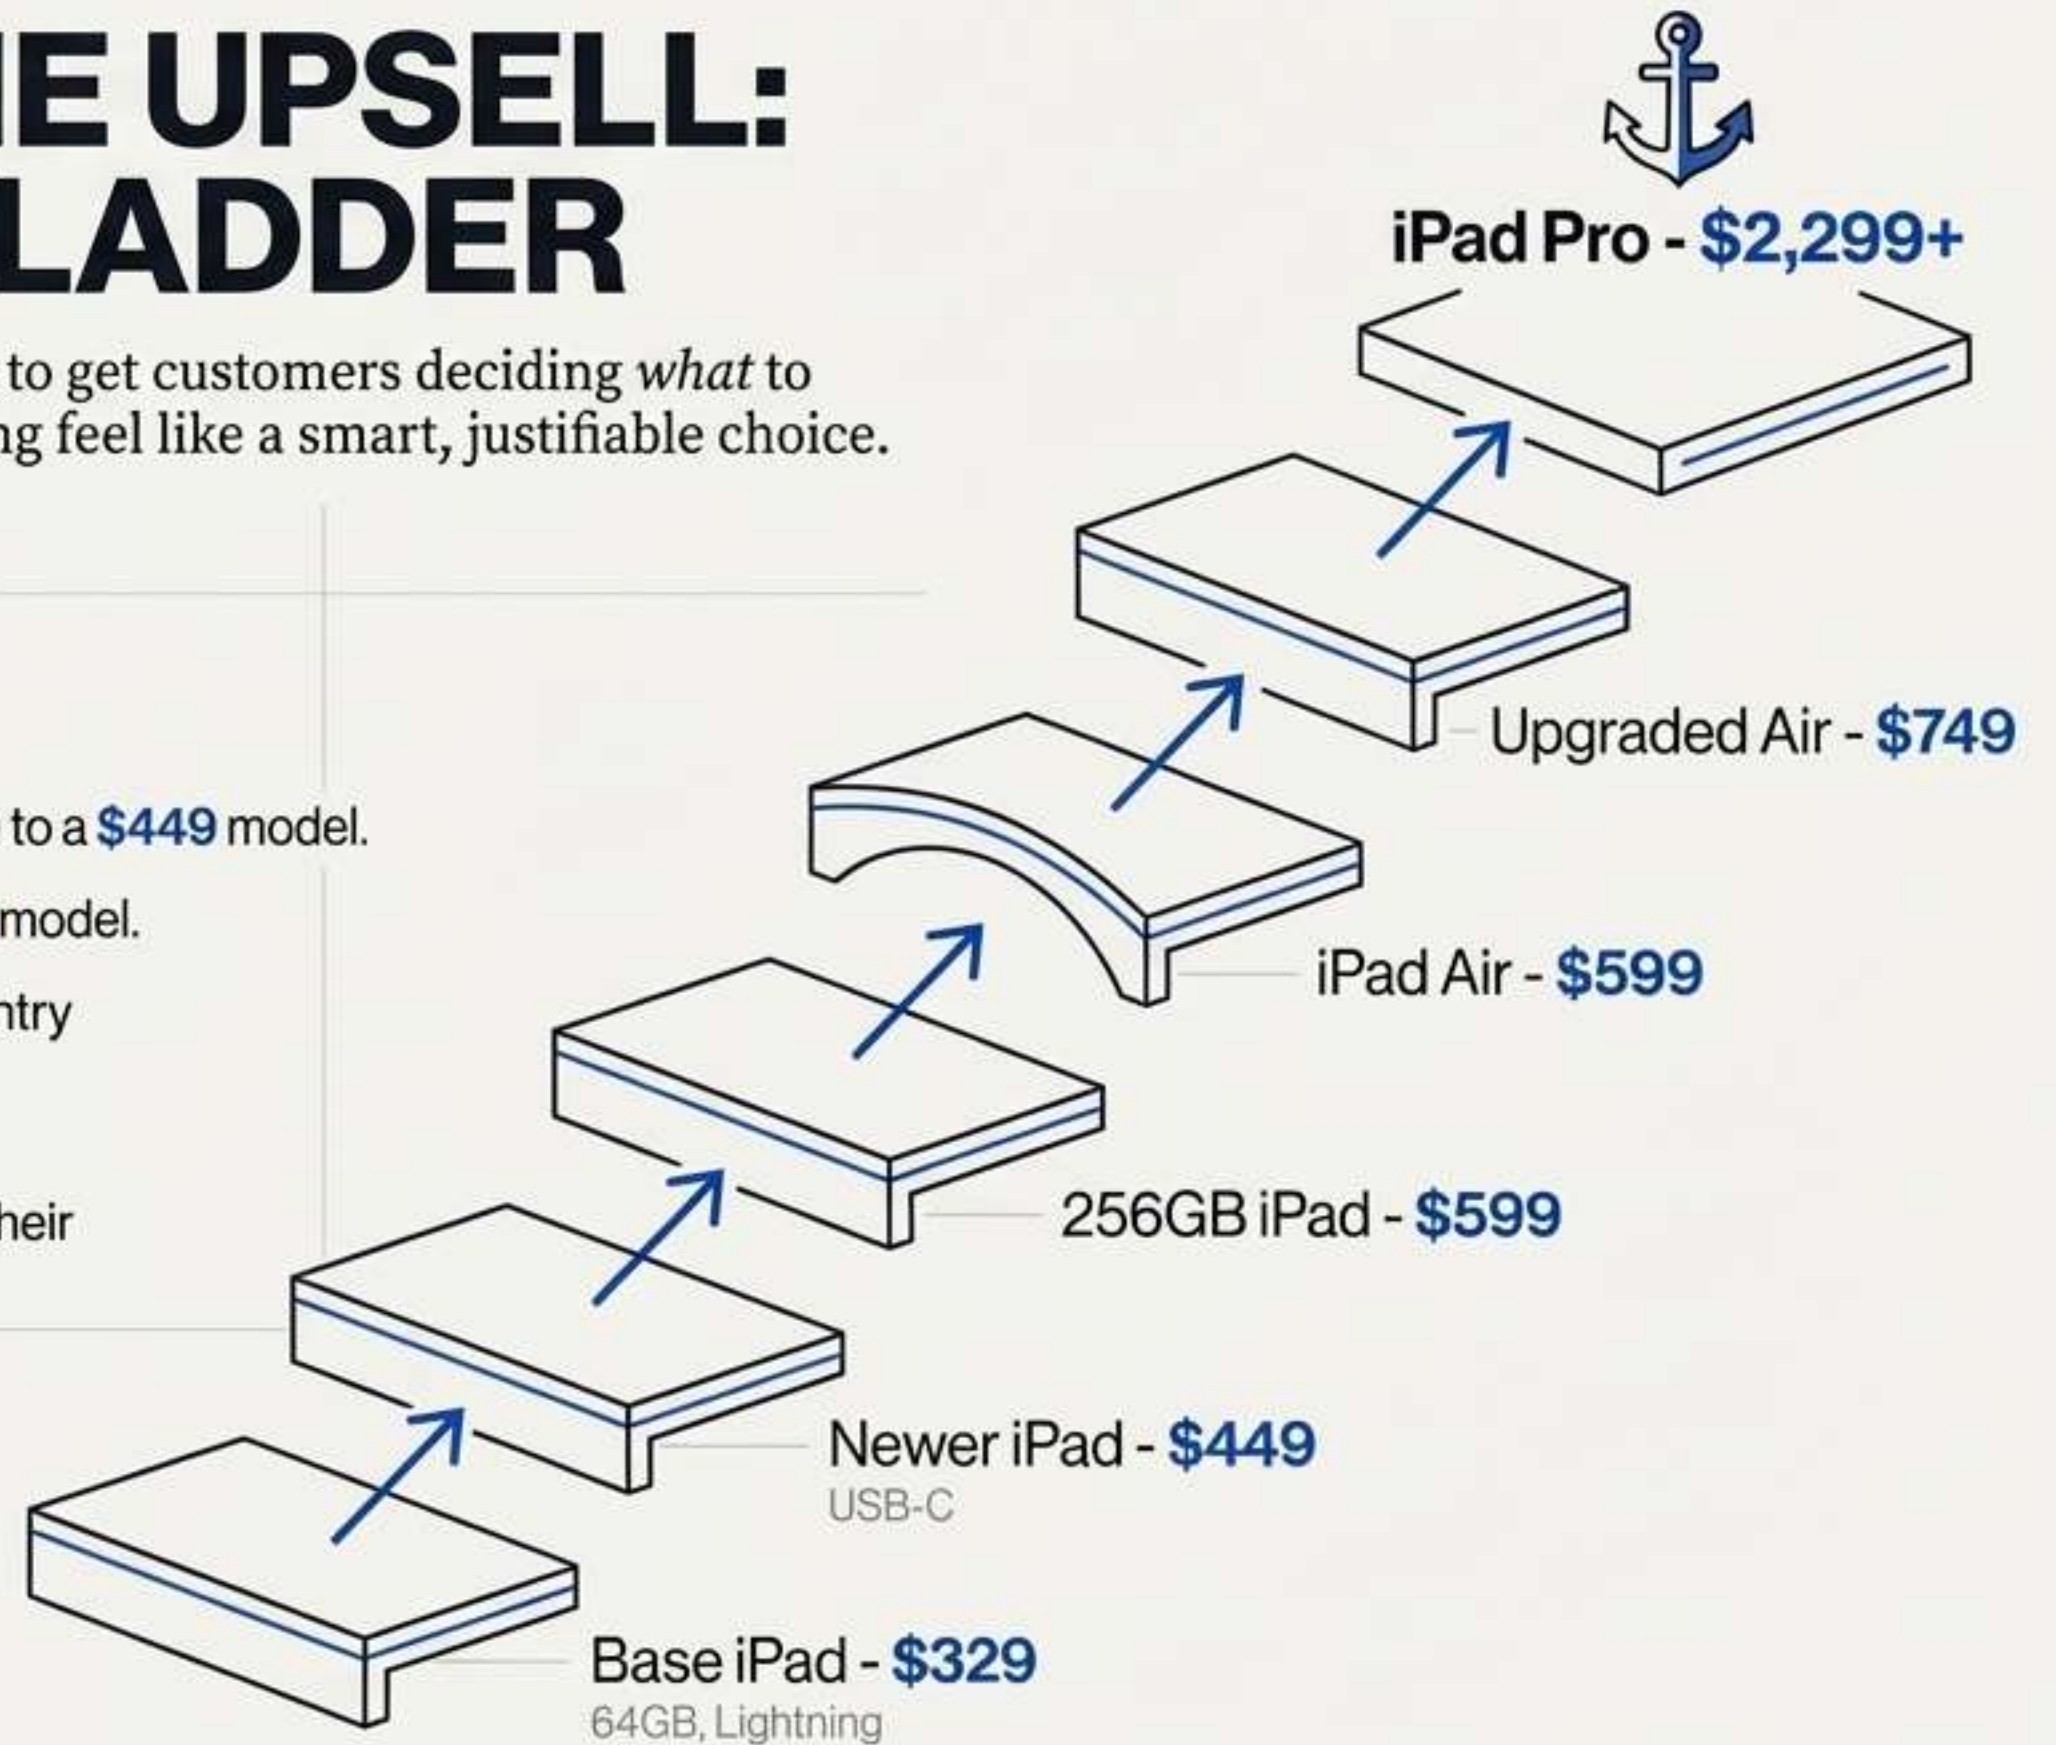 E UPSELL:
LADDER
to get customers deciding what to
ng feel like a smart, justifiable choice.
to a $449 model.
model.
ntry
heir
iPad Pro - $2,299+
Upgraded Air - $749
iPad Air - $599
256GB iPad - $599
Newer iPad - $449
USB-C
Base iPad - $329
64GB, Lightning